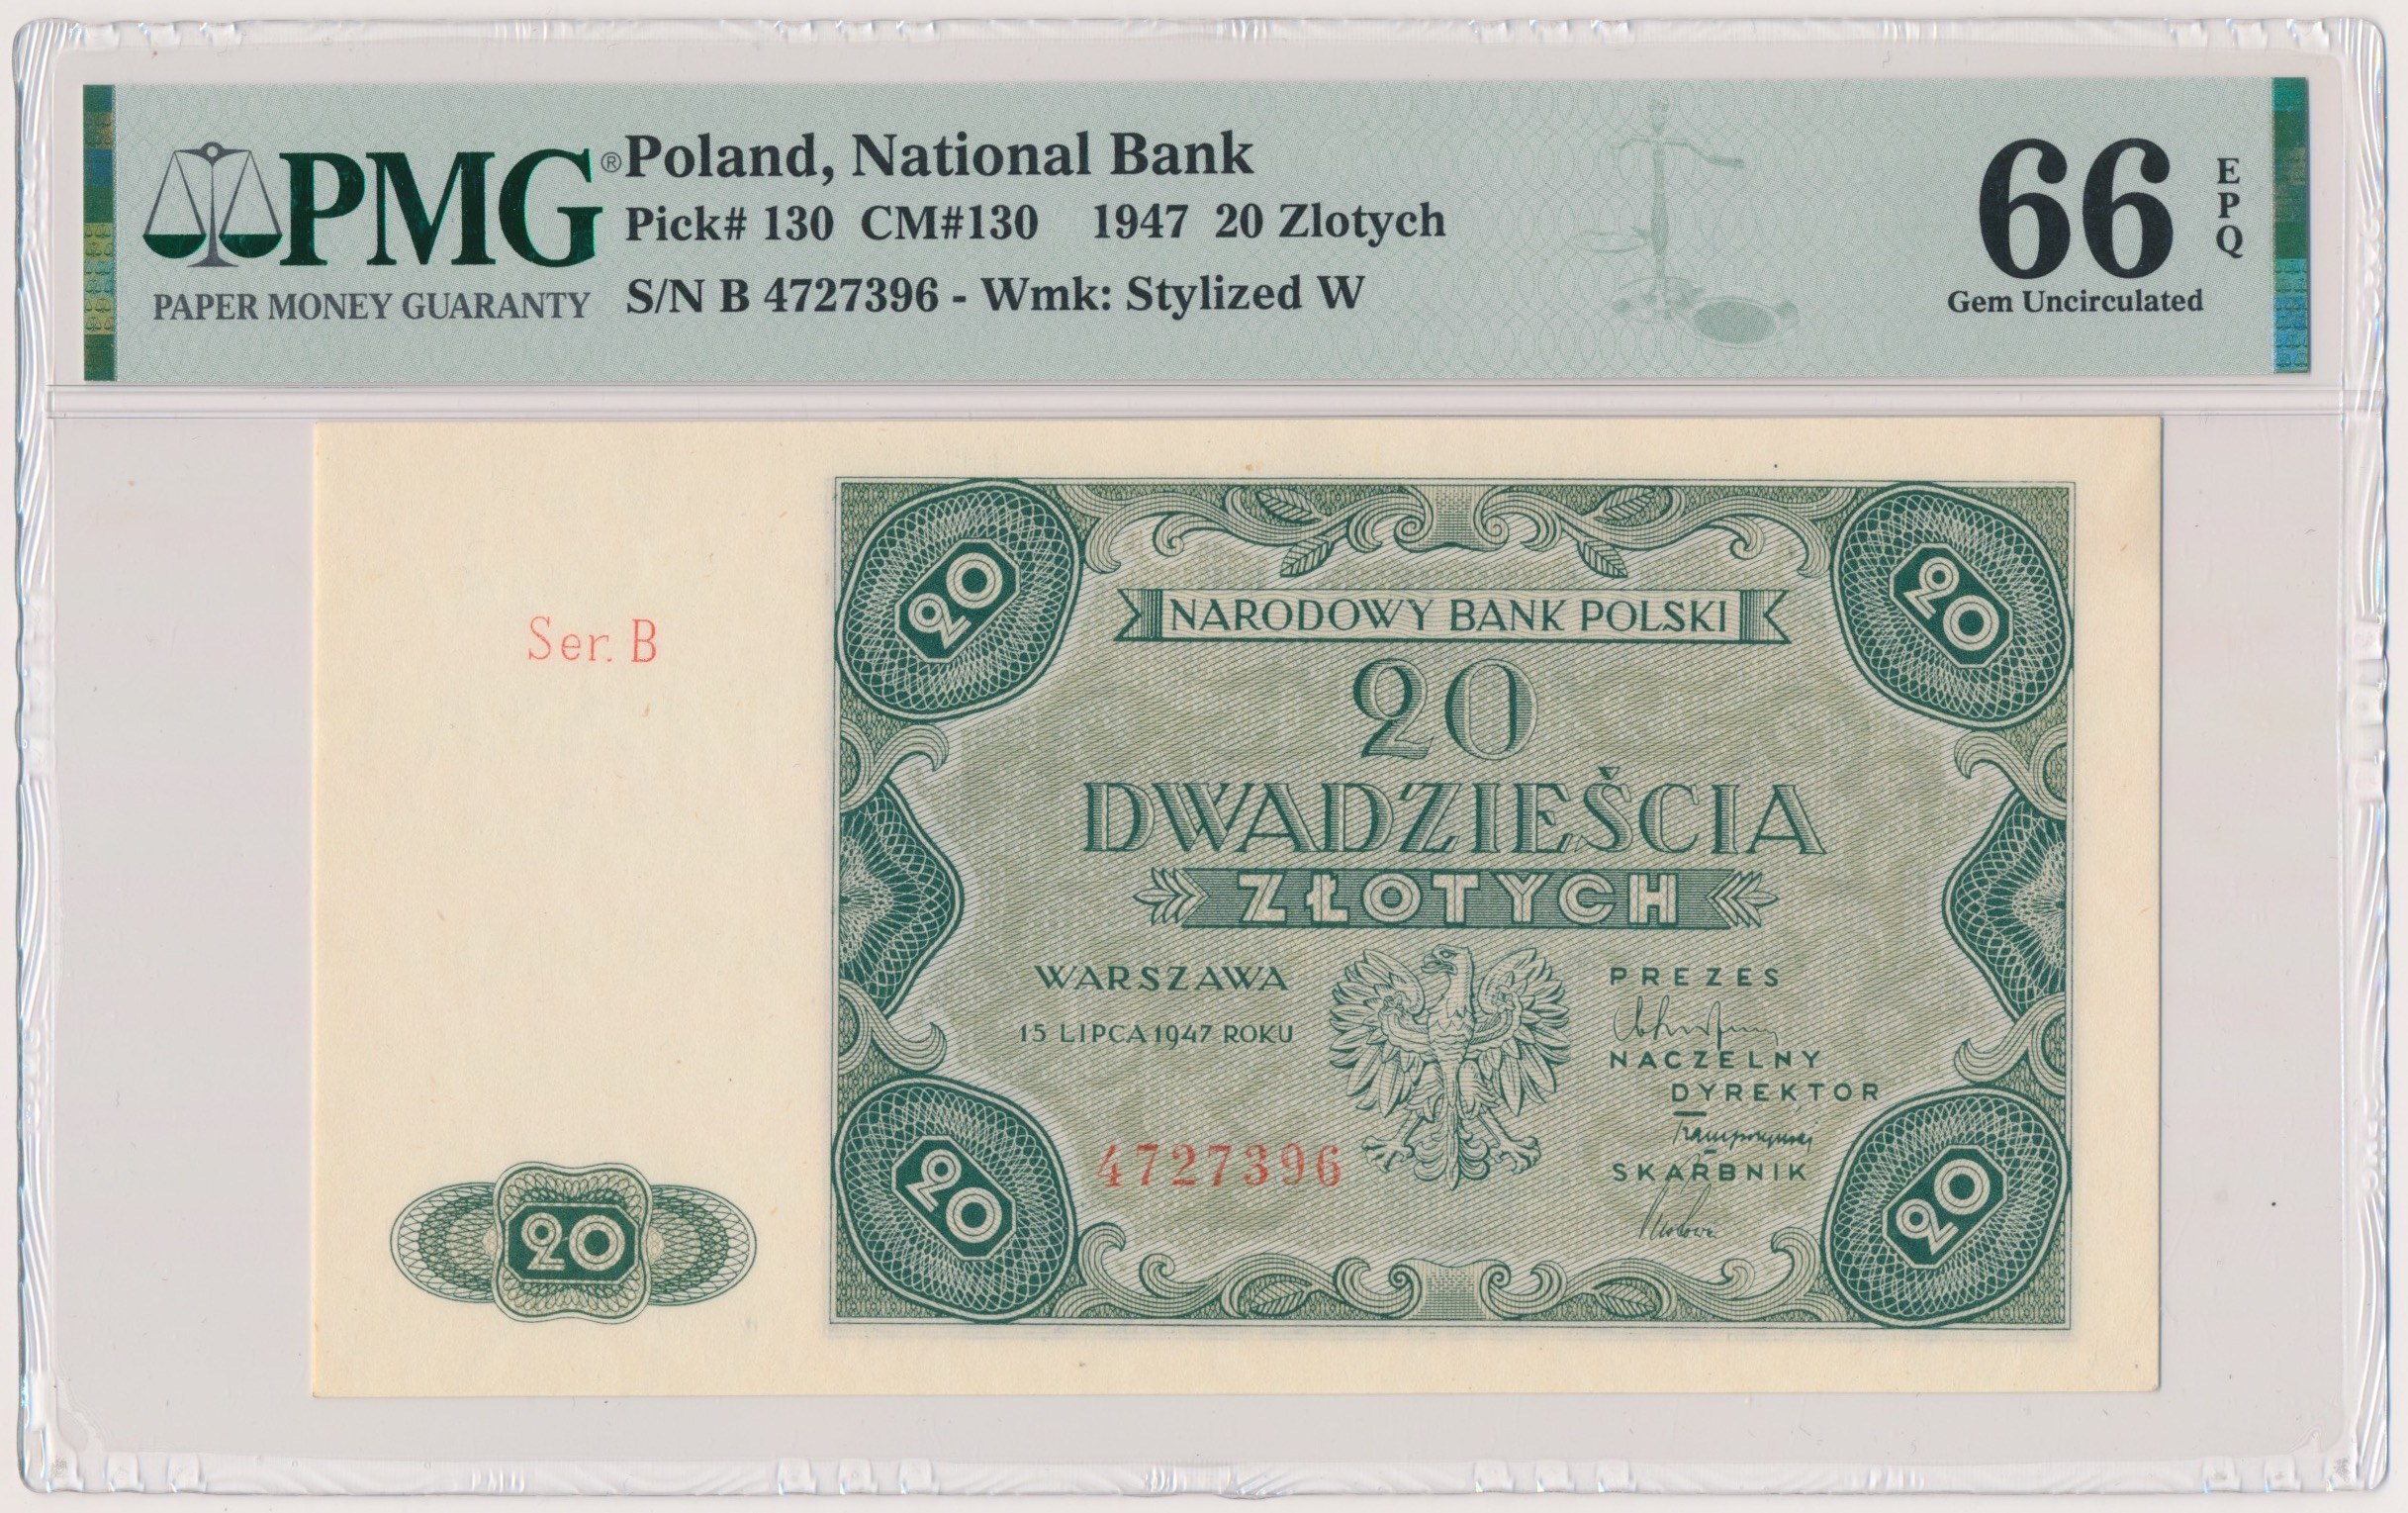 PMG®
PAPER MONEY GUARANTY
Poland, National Bank
Pick# 130 CM#130 1947 20 Zlotych
S/N B 4727396 - Wmk: Stylized W
66
EPQ
Gem Uncirculated
20
20
Ser. B
NARODOWY BANK POLSKI
20
DWADZIEŚCIA
ZŁOTYCH
WARSZAWA
15 LIPCA 1947 ROKU
PREZES
NACZELNY
DYREKTOR
SKARBNIK
4727396
20
20
20